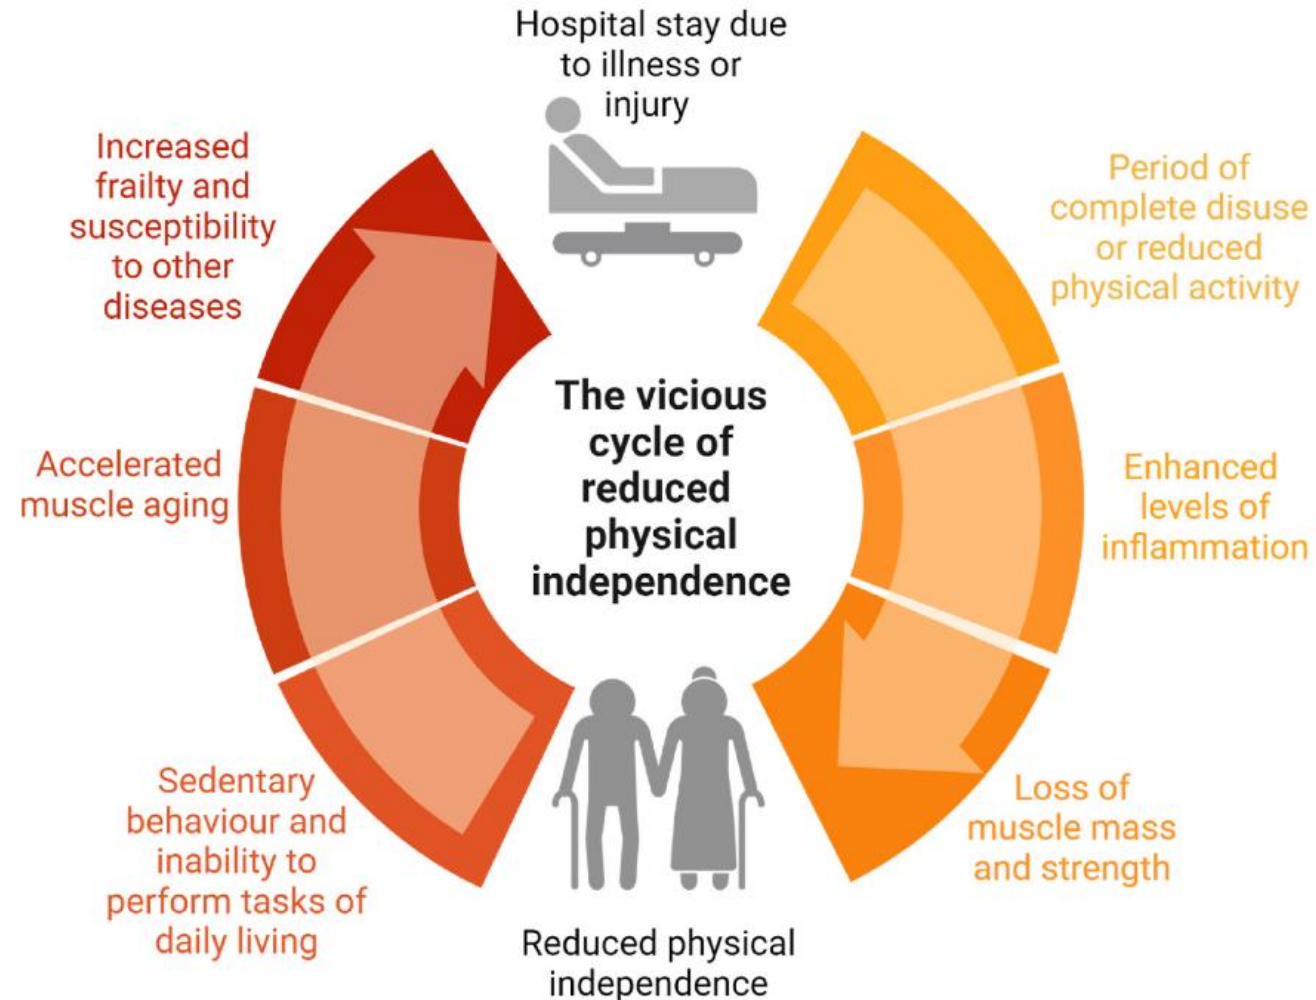 Hospital stay due
to illness or
injury
Period of
complete disuse
or reduced
physical activity
Enhanced
levels of
inflammation
Loss of
muscle mass
and strength
Reduced physical
independence
Sedentary
behaviour and
inability to
perform tasks of
daily living
Accelerated
muscle aging
Increased
frailty and
susceptibility
to other
diseases
The vicious
cycle of
reduced
physical
independence